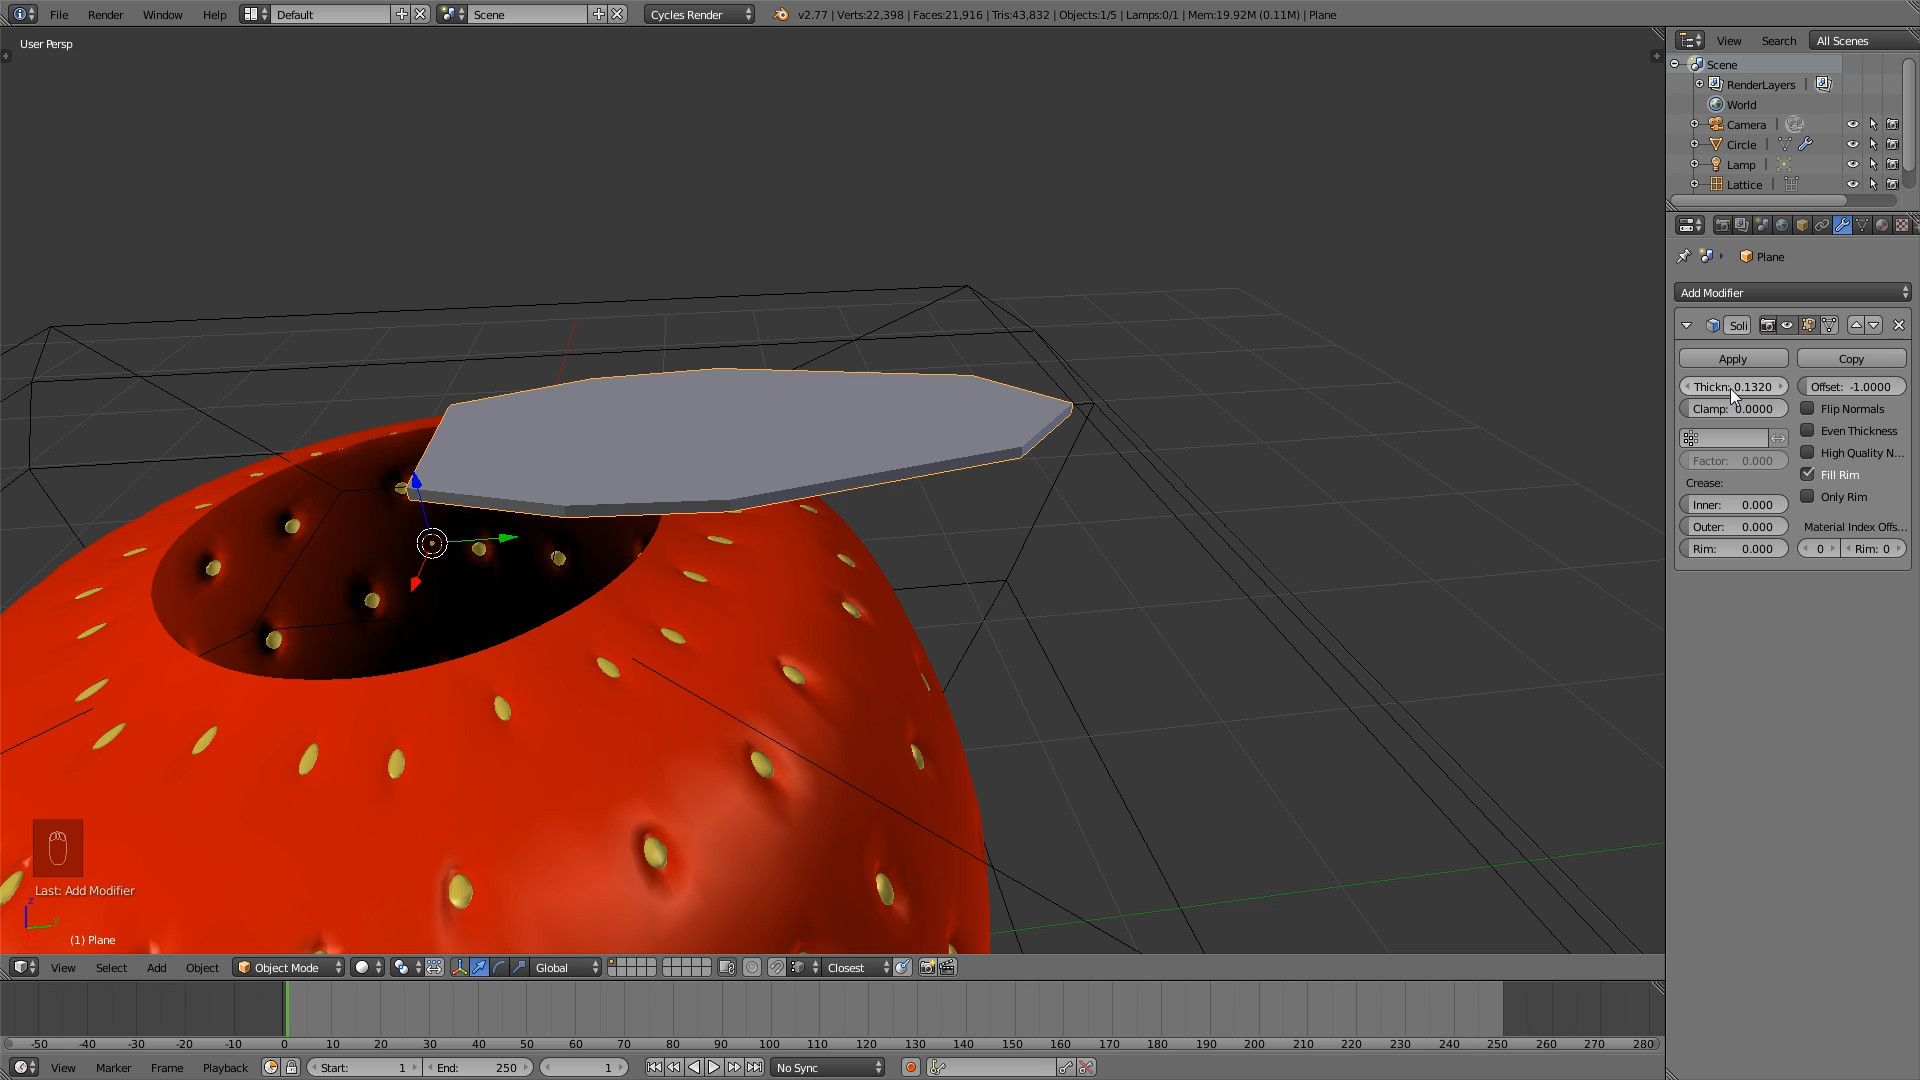 File Render Window Help Default Scene Cycles Render v2.77 | Verts:22,398 | Faces:21,916 | Tris:43,832 | Objects:1/5 | Lamps:0/1 | Mem:19.92M (0.11M) | Plane
User Persp
View Search All Scenes
Scene
RenderLayers
World
Camera
Circle
Lamp
Lattice
Plane
Add Modifier
Soli
Apply Copy
Thickn: 0.1320 Offset: -1.0000
Clamp: 0.0000 Flip Normals
Even Thickness
Factor: 0.000 High Quality N...
Crease: Fill Rim
Inner: 0.000 Only Rim
Outer: 0.000 Material Index Offs...
Rim: 0.000 0 Rim: 0
Last: Add Modifier
z
y
(1) Plane
View Select Add Object Object Mode Global Closest
-50 -40 -30 -20 -10 0 10 20 30 40 50 60 70 80 90 100 110 120 130 140 150 160 170 180 190 200 210 220 230 240 250 260 270 280
View Marker Frame Playback Start: 1 End: 250 1 No Sync